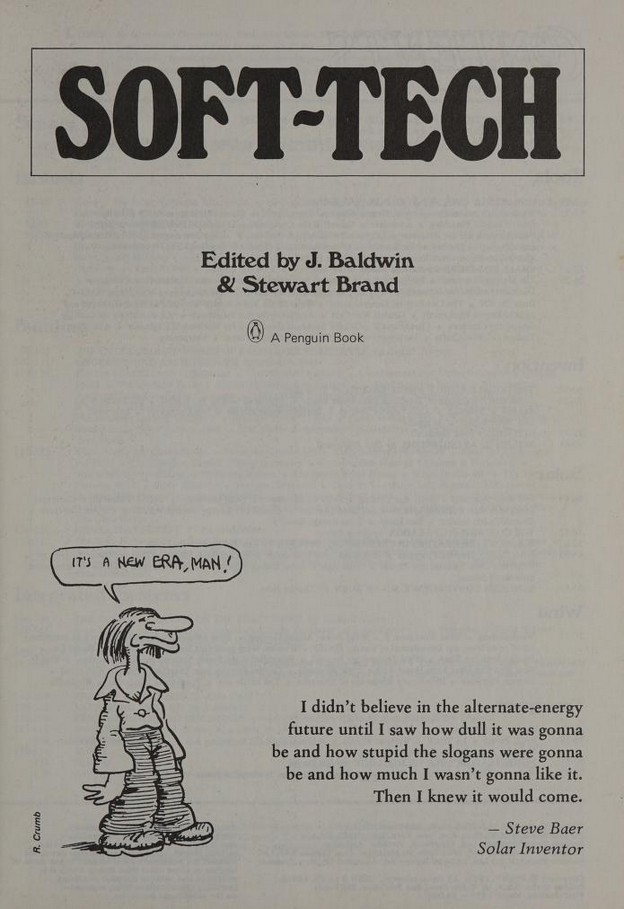 SOFT-TECH
Edited by J. Baldwin
& Stewart Brand
A Penguin Book
IT'S A NEW ERA, MAN!
I didn't believe in the alternate-energy
future until I saw how dull it was gonna
be and how stupid the slogans were gonna
be and how much I wasn't gonna like it.
Then I knew it would come.
— Steve Baer
Solar Inventor
R. Crumb